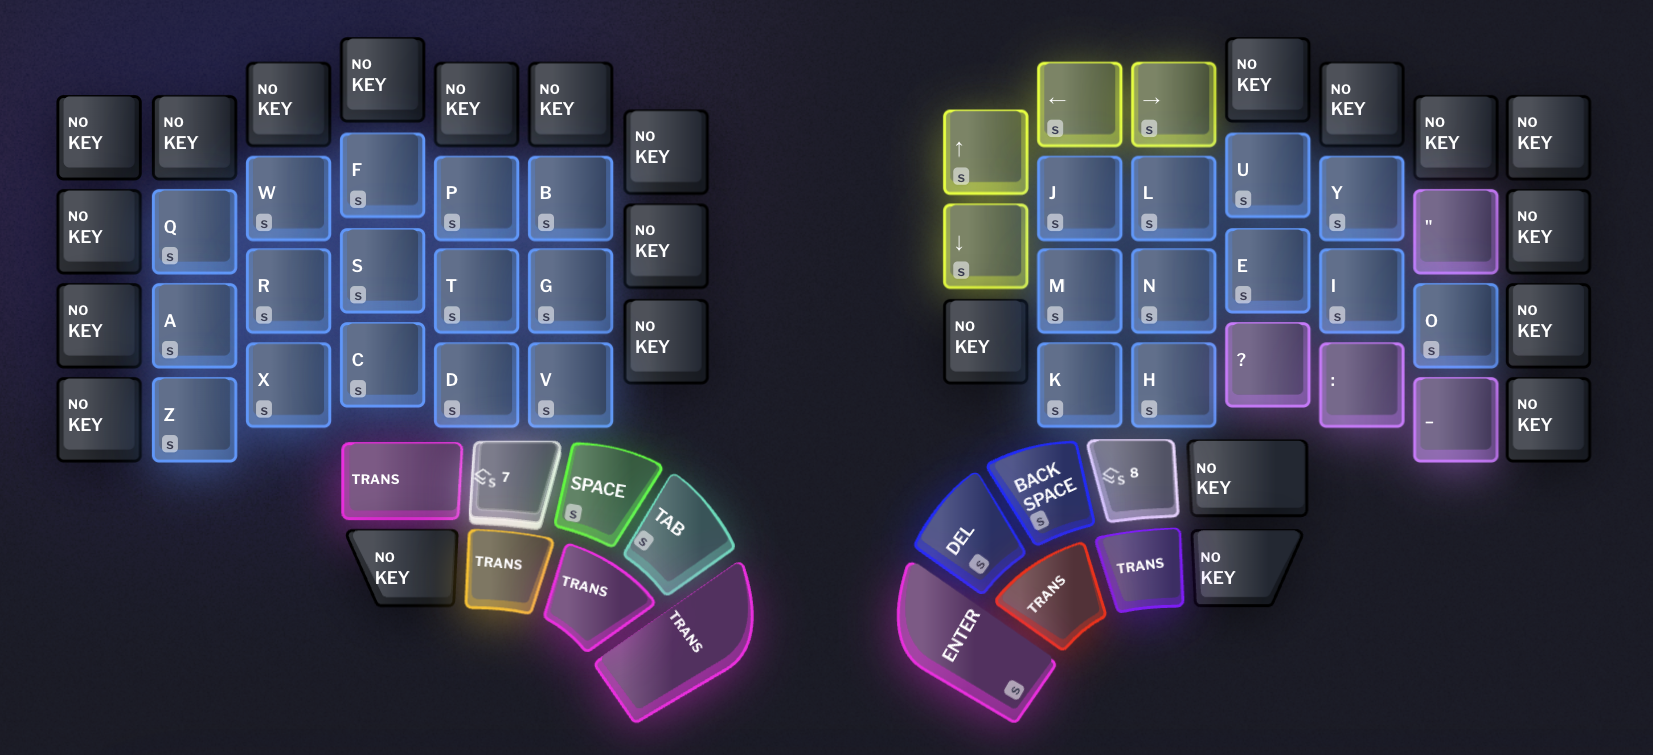 NO KEY
NO KEY
NO KEY
NO KEY
NO KEY
NO KEY
NO KEY
NO KEY
Q s
W s
F s
P s
B s
NO KEY
NO KEY
A s
R s
S s
T s
G s
NO KEY
NO KEY
Z s
X s
C s
D s
V s
TRANS
s 7
SPACE s
TAB s
NO KEY
TRANS
TRANS
TRANS
↑ s
← s
→ s
NO KEY
NO KEY
NO KEY
NO KEY
↓ s
J s
L s
U s
Y s
"
NO KEY
NO KEY
M s
N s
E s
I s
O s
NO KEY
K s
H s
?
:
–
NO KEY
DEL s
BACK SPACE s
s 8
NO KEY
ENTER s
TRANS
TRANS
NO KEY